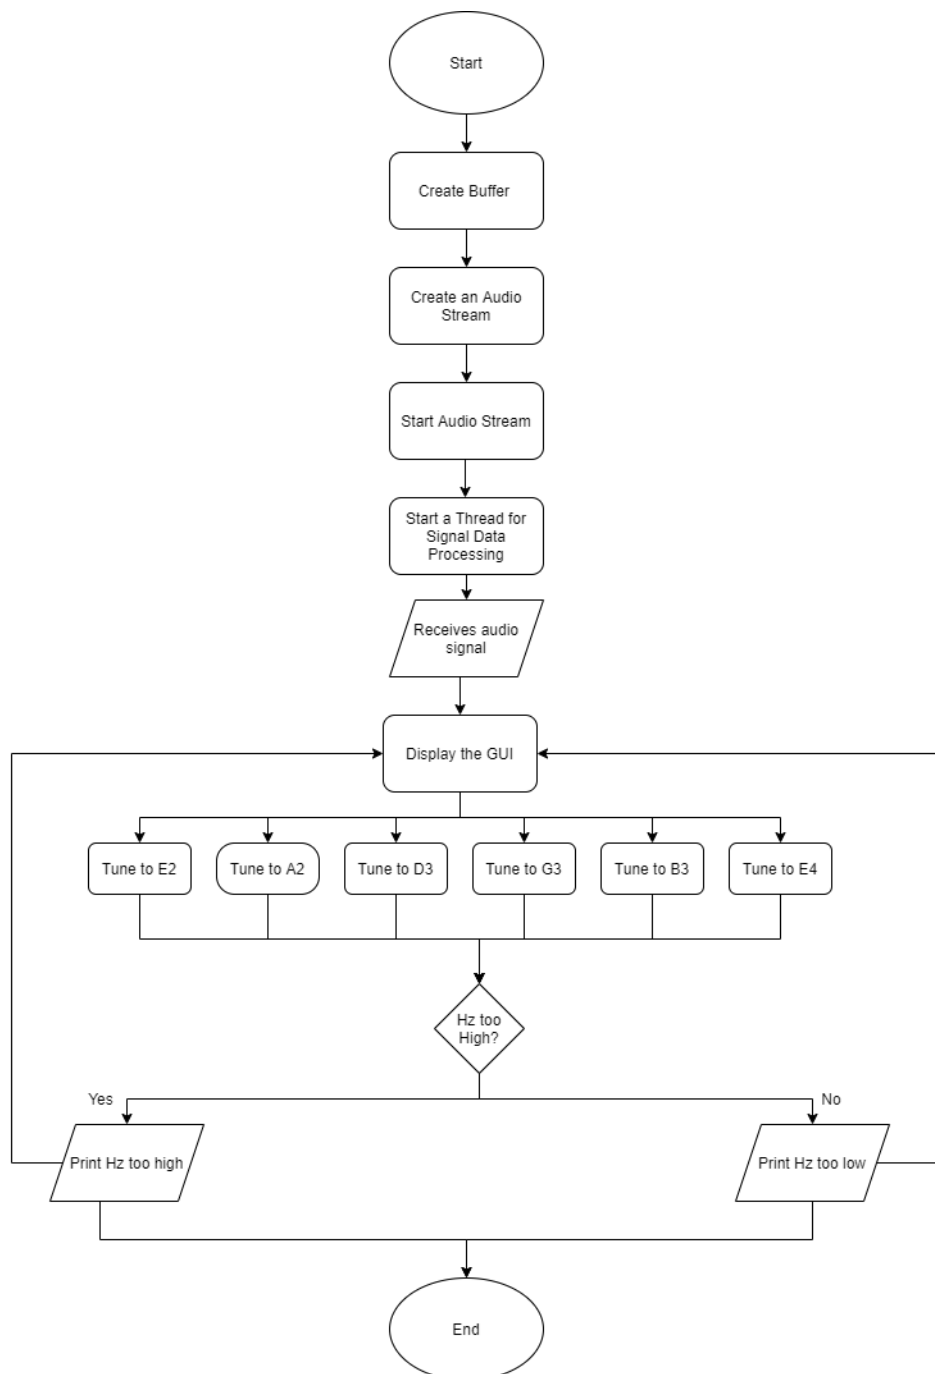 Start
Create Buffer
Create an Audio
Stream
Start Audio Stream
Start a Thread for
Signal Data
Processing
Receives audio
signal
Display the GUI
Tune to E2
Tune to A2
Tune to D3
Tune to G3
Tune to B3
Tune to E4
Hz too
High?
Yes
No
Print Hz too high
Print Hz too low
End